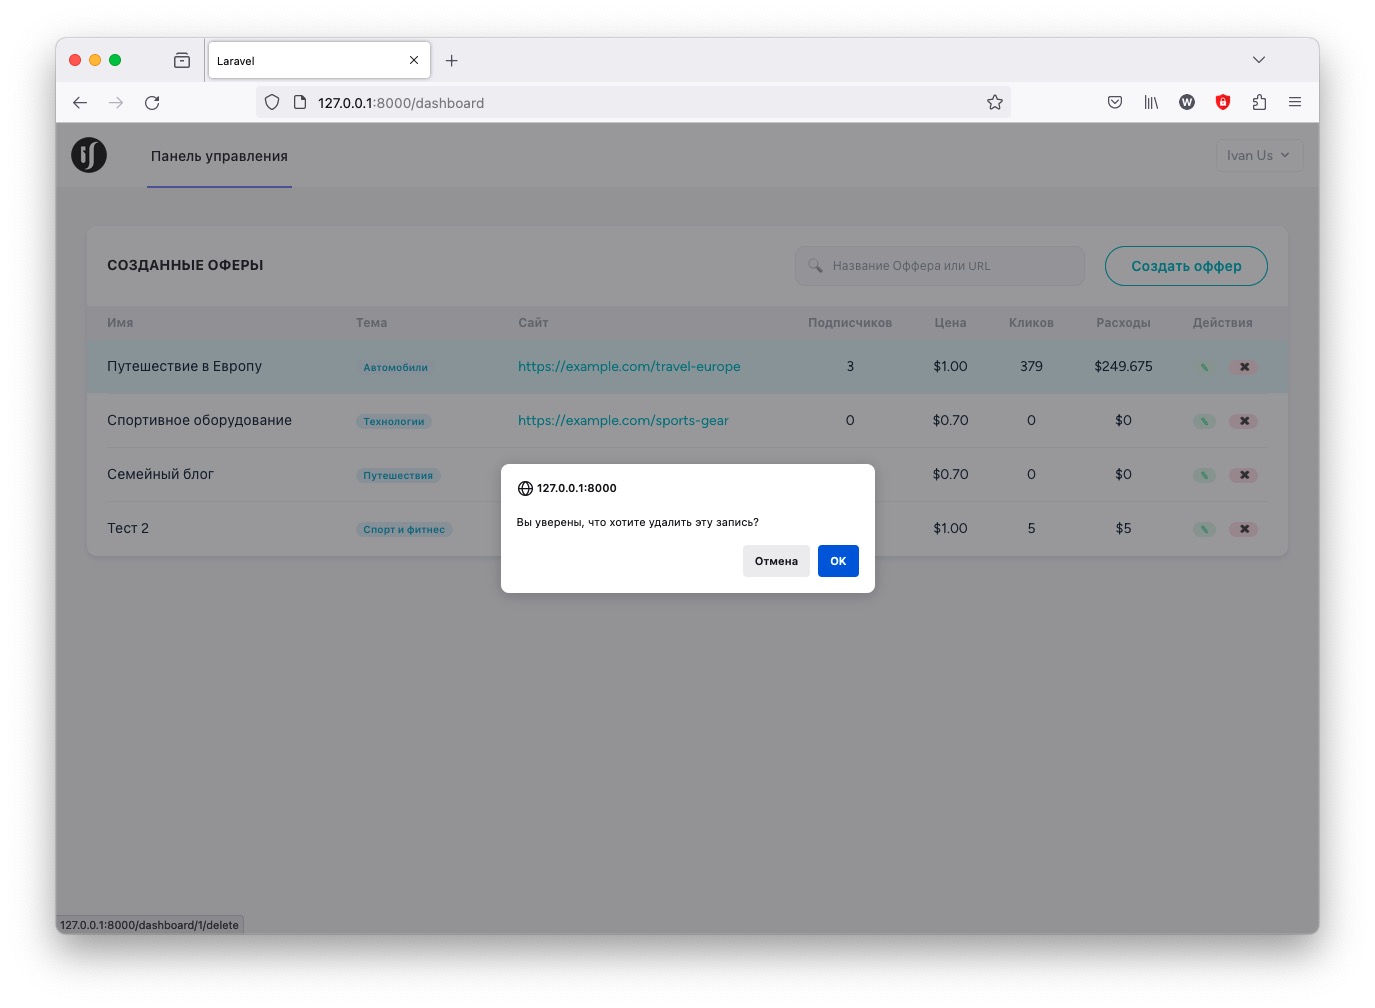 Laravel
127.0.0.1:8000/dashboard
Панель управления
Ivan Us
СОЗДАННЫЕ ОФЕРЫ
Название Оффера или URL
Создать оффер
Имя Тема Сайт Подписчиков Цена Кликов Расходы Действия
Путешествие в Европу Автомобили https://example.com/travel-europe 3 $1.00 379 $249.675
Спортивное оборудование Технологии https://example.com/sports-gear 0 $0.70 0 $0
Семейный блог Путешествия $0.70 0 $0
Тест 2 Спорт и фитнес $1.00 5 $5
127.0.0.1:8000
Вы уверены, что хотите удалить эту запись?
Отмена OK
127.0.0.1:8000/dashboard/1/delete